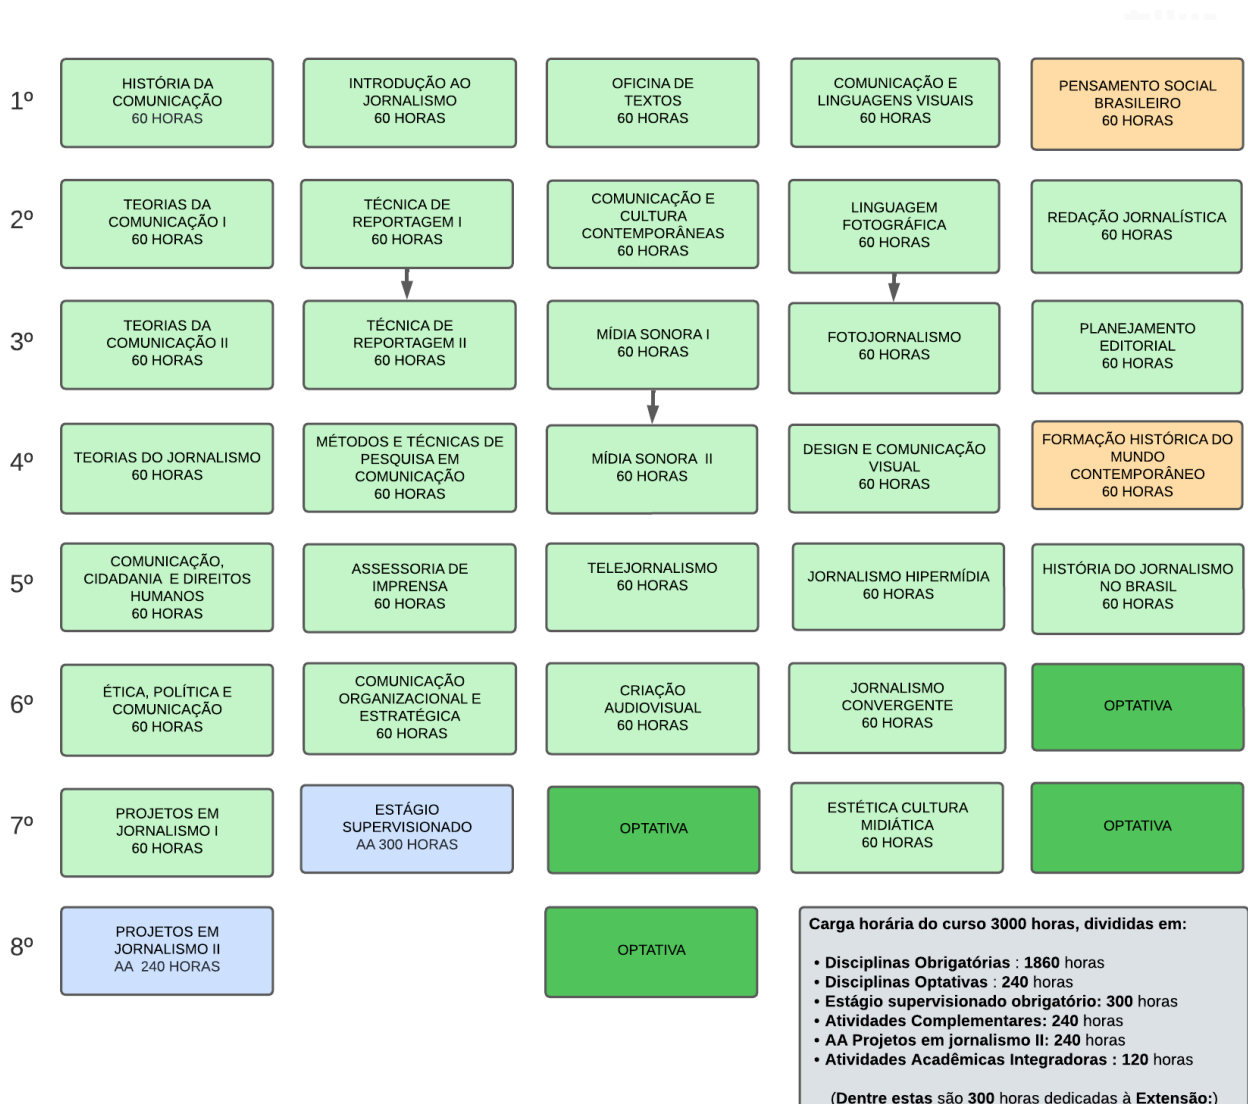 1º
HISTÓRIA DA
COMUNICAÇÃO
60 HORAS
INTRODUÇÃO AO
JORNALISMO
60 HORAS
OFICINA DE
TEXTOS
60 HORAS
COMUNICAÇÃO E
LINGUAGENS VISUAIS
60 HORAS
PENSAMENTO SOCIAL
BRASILEIRO
60 HORAS
2º
TEORIAS DA
COMUNICAÇÃO I
60 HORAS
TÉCNICA DE
REPORTAGEM I
60 HORAS
COMUNICAÇÃO E
CULTURA
CONTEMPORÂNEAS
60 HORAS
LINGUAGEM
FOTOGRÁFICA
60 HORAS
REDAÇÃO JORNALÍSTICA
60 HORAS
3º
TEORIAS DA
COMUNICAÇÃO II
60 HORAS
TÉCNICA DE
REPORTAGEM II
60 HORAS
MÍDIA SONORA I
60 HORAS
FOTOJORNALISMO
60 HORAS
PLANEJAMENTO
EDITORIAL
60 HORAS
4º
TEORIAS DO JORNALISMO
60 HORAS
MÉTODOS E TÉCNICAS DE
PESQUISA EM
COMUNICAÇÃO
60 HORAS
MÍDIA SONORA II
60 HORAS
DESIGN E COMUNICAÇÃO
VISUAL
60 HORAS
FORMAÇÃO HISTÓRICA DO
MUNDO
CONTEMPORÂNEO
60 HORAS
5º
COMUNICAÇÃO,
CIDADANIA E DIREITOS
HUMANOS
60 HORAS
ASSESSORIA DE
IMPRENSA
60 HORAS
TELEJORNALISMO
60 HORAS
JORNALISMO HIPERMÍDIA
60 HORAS
HISTÓRIA DO JORNALISMO
NO BRASIL
60 HORAS
6º
ÉTICA, POLÍTICA E
COMUNICAÇÃO
60 HORAS
COMUNICAÇÃO
ORGANIZACIONAL E
ESTRATÉGICA
60 HORAS
CRIAÇÃO
AUDIOVISUAL
60 HORAS
JORNALISMO
CONVERGENTE
60 HORAS
OPTATIVA
7º
PROJETOS EM
JORNALISMO I
60 HORAS
ESTÁGIO
SUPERVISIONADO
AA 300 HORAS
OPTATIVA
ESTÉTICA CULTURA
MIDIÁTICA
60 HORAS
OPTATIVA
8º
PROJETOS EM
JORNALISMO II
AA 240 HORAS
OPTATIVA
Carga horária do curso 3000 horas, divididas em:
• Disciplinas Obrigatórias : 1860 horas
• Disciplinas Optativas : 240 horas
• Estágio supervisionado obrigatório: 300 horas
• Atividades Complementares: 240 horas
• AA Projetos em jornalismo II: 240 horas
• Atividades Acadêmicas Integradoras : 120 horas
(Dentre estas são 300 horas dedicadas à Extensão:)